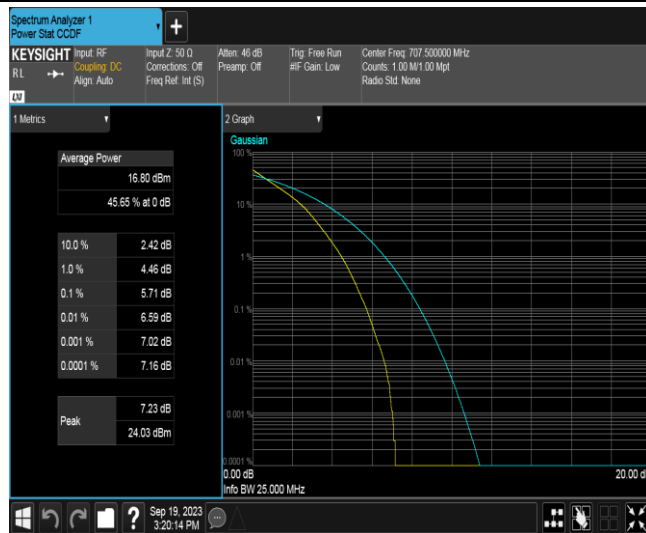 Spectrum Analyzer 1
Power Stat CCDF
+
KEYSIGHT
RL
Input: RF
Coupling: DC
Align: Auto
Input Z: 50 Ω
Corrections: Off
Freq Ref: Int (S)
Atten: 46 dB
Preamp: Off
Trig: Free Run
#IF Gain: Low
Center Freq: 707.500000 MHz
Counts: 1.00 M/1.00 Mpt
Radio Std: None
1 Metrics
Average Power
16.80 dBm
45.65 % at 0 dB
10.0 % 2.42 dB
1.0 % 4.46 dB
0.1 % 5.71 dB
0.01 % 6.59 dB
0.001 % 7.02 dB
0.0001 % 7.16 dB
Peak
7.23 dB
24.03 dBm
2 Graph
Gaussian
100 %
10 %
1 %
0.1 %
0.01 %
0.001 %
0.0001 %
0.00 dB
20.00 d
Info BW 25.000 MHz
?
Sep 19, 2023
3:20:14 PM